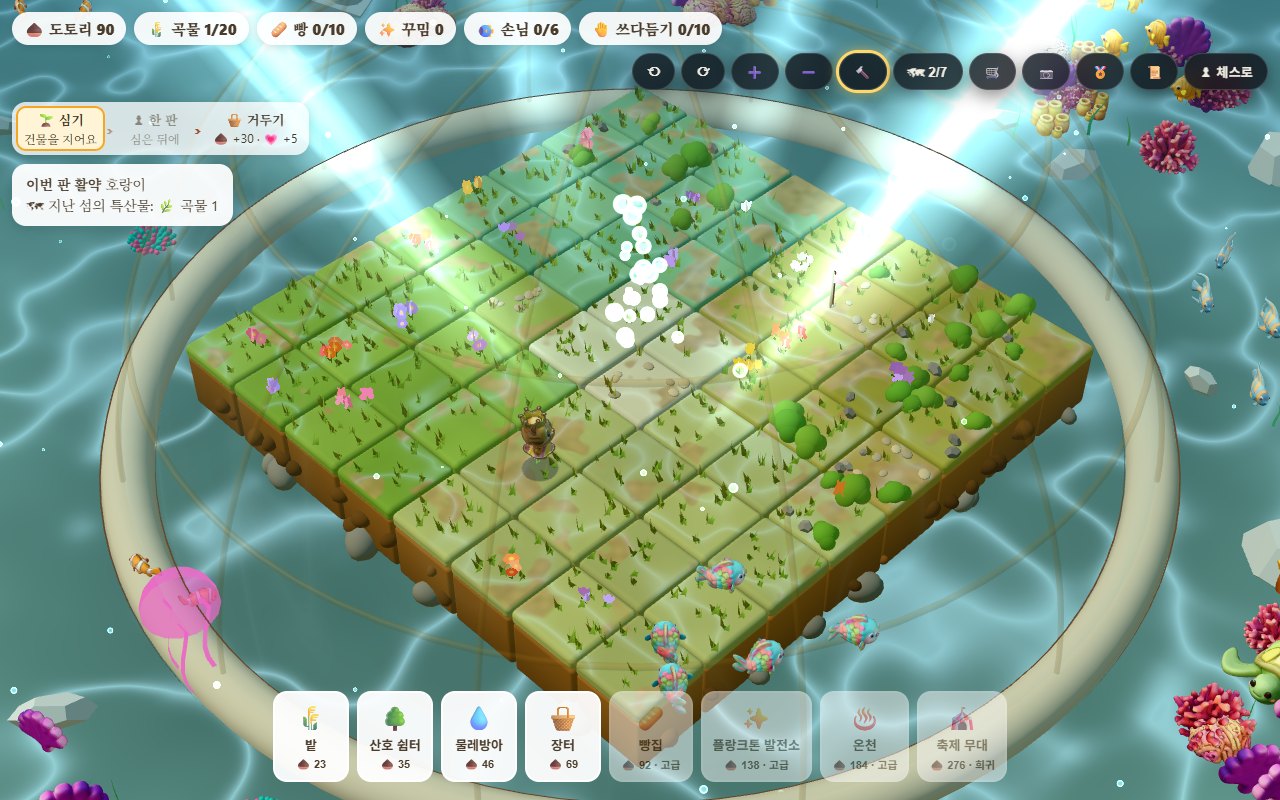 도토리 90
곡물 1/20
빵 0/10
꾸밈 0
손님 0/6
쓰다듬기 0/10
2/7
체스로
심기
건물을 지어요
한 판
심은 뒤에
거두기
+30 · +5
이번 판 활약 호랑이
지난 섬의 특산물: 곡물 1
밭
23
산호 쉼터
35
물레방아
46
장터
69
빵집
92 · 고급
플랑크톤 발전소
138 · 고급
온천
184 · 고급
축제 무대
276 · 희귀